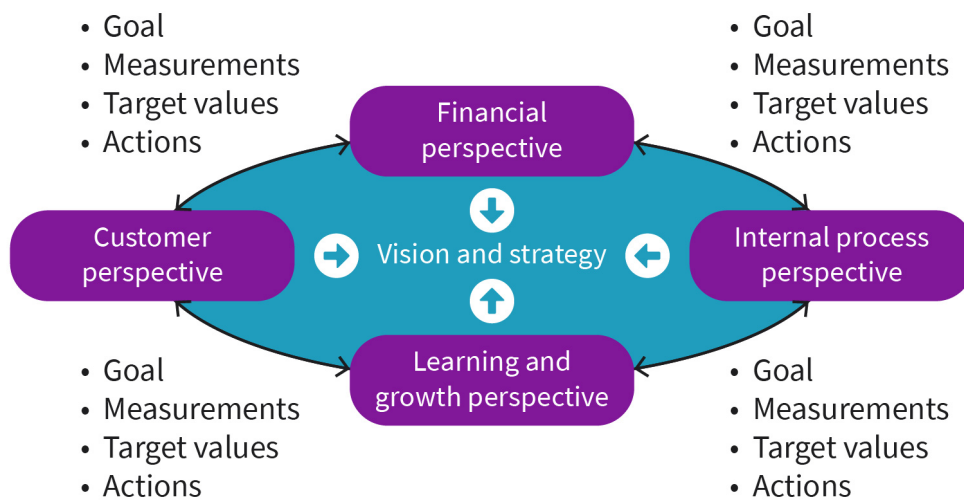 • Goal
• Measurements
• Target values
• Actions
• Goal
• Measurements
• Target values
• Actions
Financial
perspective
Customer
perspective
Vision and strategy
Internal process
perspective
Learning and
growth perspective
• Goal
• Measurements
• Target values
• Actions
• Goal
• Measurements
• Target values
• Actions